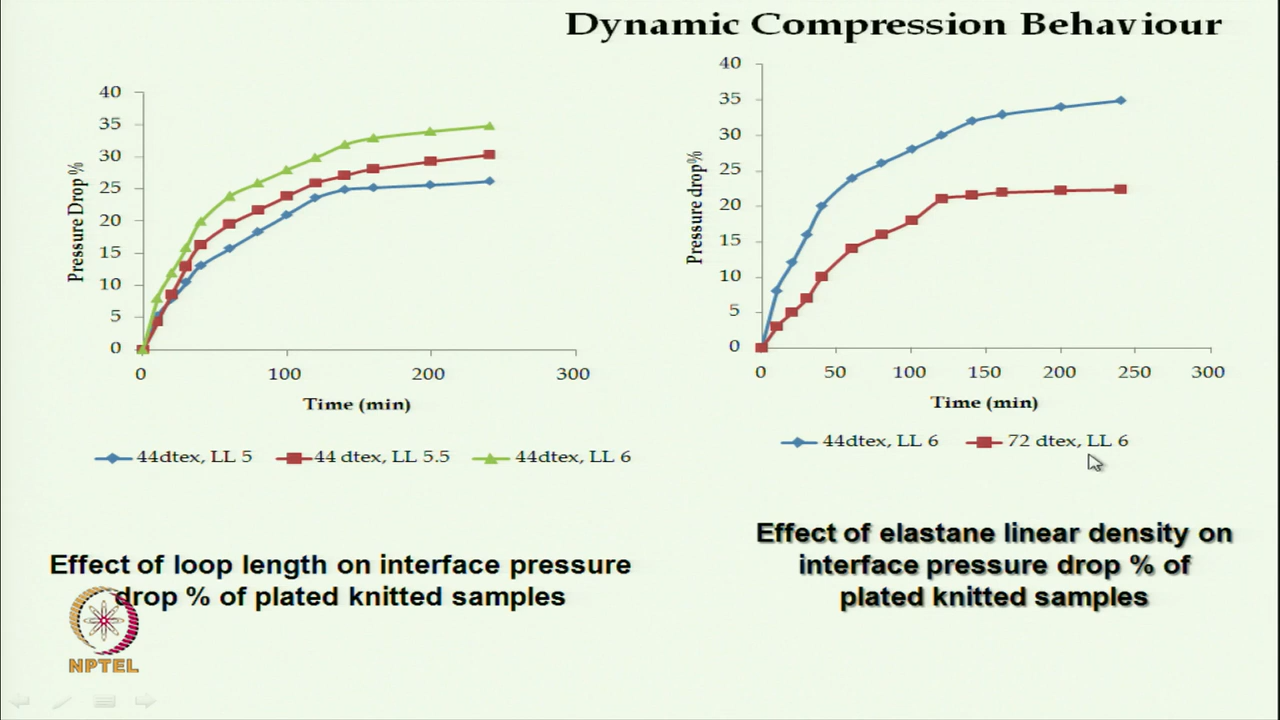 Dynamic Compression Behaviour
40
35
30
25
20
15
10
5
0
Pressure Drop %
0 100 200 300
Time (min)
44dtex, LL 5 44 dtex, LL 5.5 44dtex, LL 6
Effect of loop length on interface pressure
drop % of plated knitted samples
40
35
30
25
20
15
10
5
0
Pressure drop%
0 50 100 150 200 250 300
Time (min)
44dtex, LL 6 72 dtex, LL 6
Effect of elastane linear density on
interface pressure drop % of
plated knitted samples
NPTEL